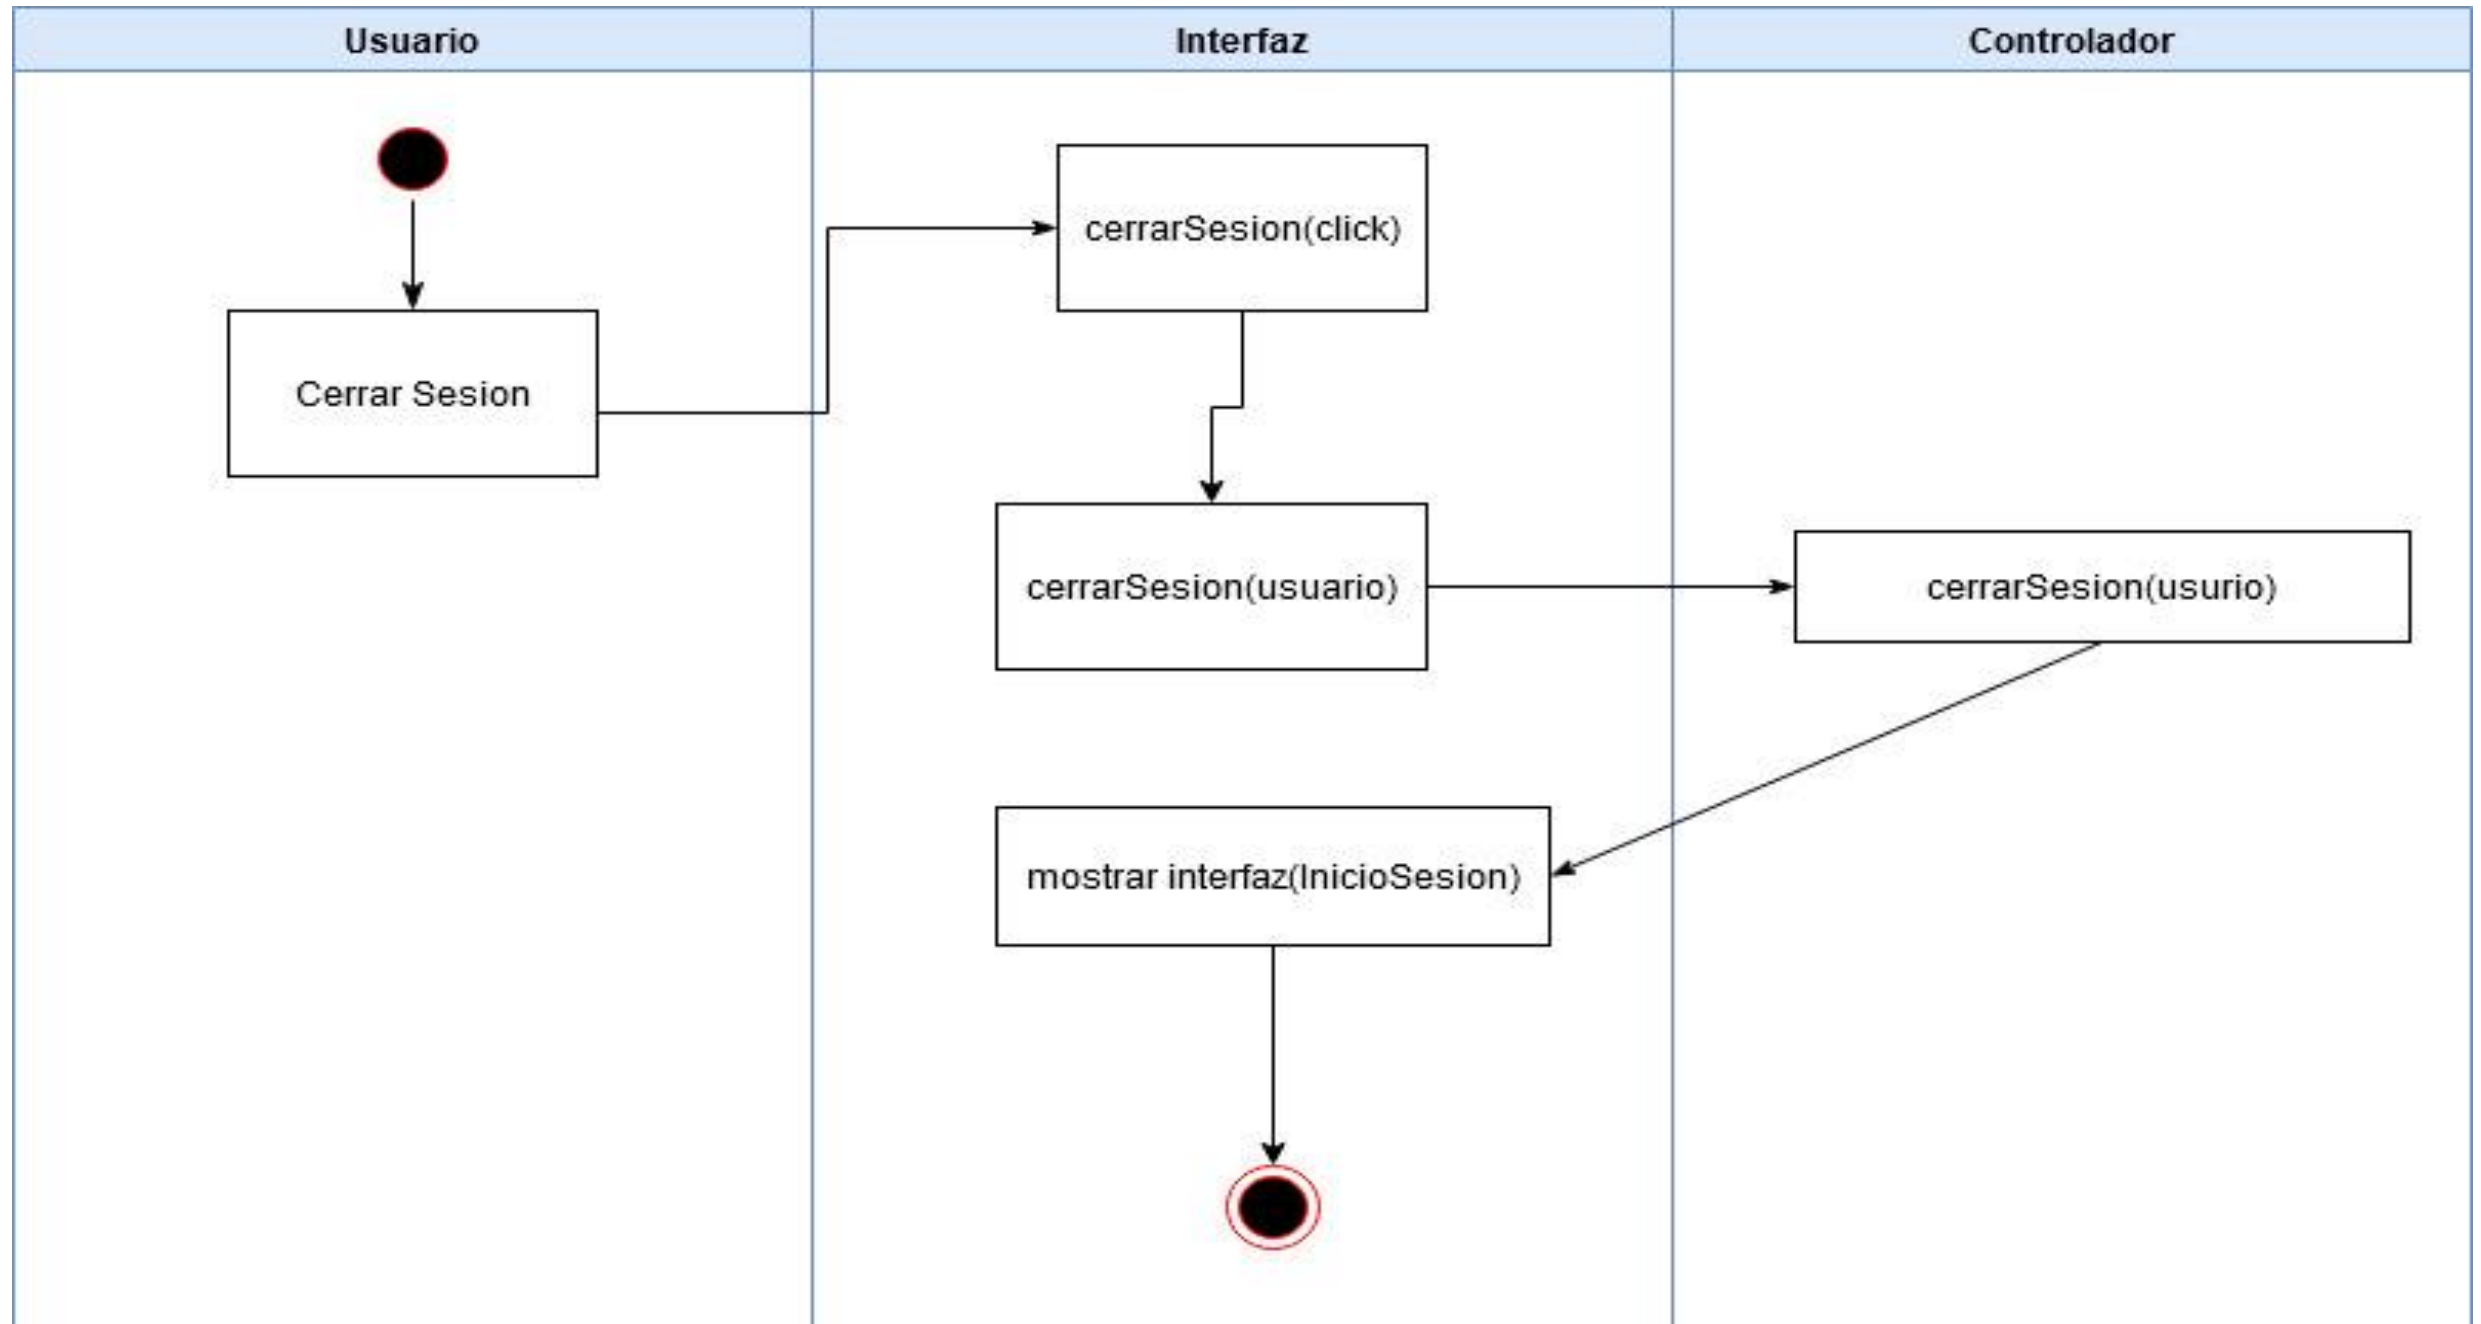 Usuario
Interfaz
Controlador
cerrarSesion(click)
Cerrar Sesion
cerrarSesion(usuario)
cerrarSesion(usurio)
mostrar interfaz(InicioSesion)